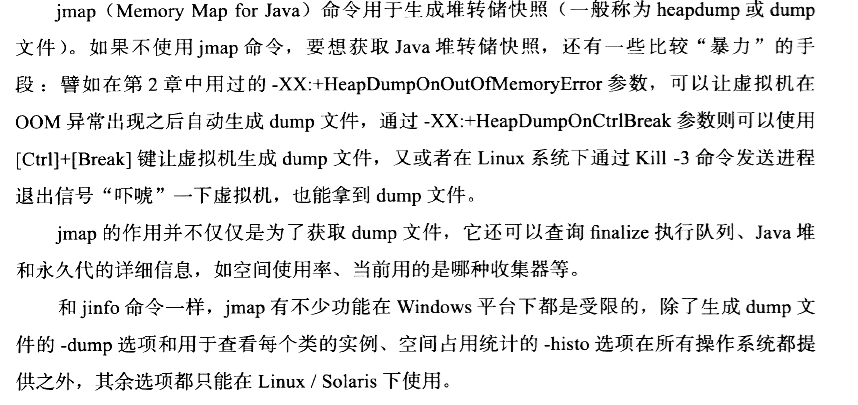 jmap（Memory Map for Java）命令用于生成堆转储快照（一般称为 heapdump 或 dump
文件）。如果不使用 jmap 命令，要想获取 Java 堆转储快照，还有一些比较“暴力”的手
段：譬如在第 2 章中用过的 -XX:+HeapDumpOnOutOfMemoryError 参数，可以让虚拟机在
OOM 异常出现之后自动生成 dump 文件，通过 -XX:+HeapDumpOnCtrlBreak 参数则可以使用
[Ctrl]+[Break] 键让虚拟机生成 dump 文件，又或者在 Linux 系统下通过 Kill -3 命令发送进程
退出信号“吓唬”一下虚拟机，也能拿到 dump 文件。
jmap 的作用并不仅仅是为了获取 dump 文件，它还可以查询 finalize 执行队列、Java 堆
和永久代的详细信息，如空间使用率、当前用的是哪种收集器等。
和 jinfo 命令一样，jmap 有不少功能在 Windows 平台下都是受限的，除了生成 dump 文
件的 -dump 选项和用于查看每个类的实例、空间占用统计的 -histo 选项在所有操作系统都提
供之外，其余选项都只能在 Linux / Solaris 下使用。